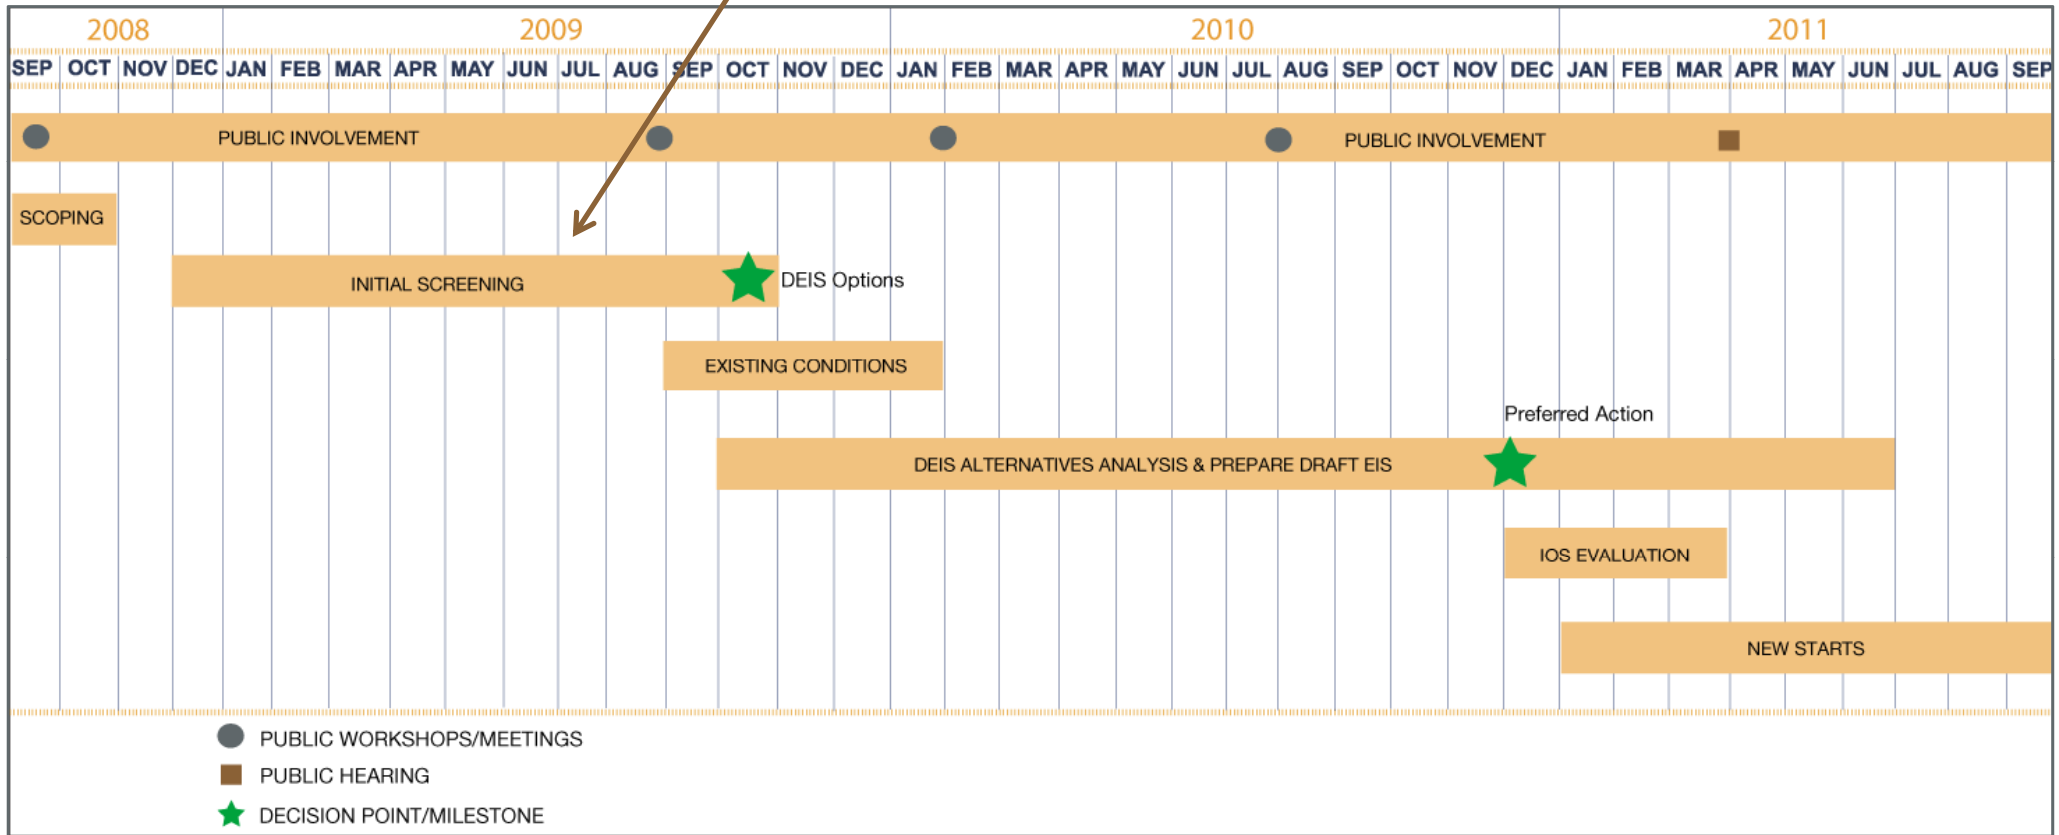 2008 2009 2010 2011
SEP OCT NOV DEC JAN FEB MAR APR MAY JUN JUL AUG SEP OCT NOV DEC JAN FEB MAR APR MAY JUN JUL AUG SEP OCT NOV DEC JAN FEB MAR APR MAY JUN JUL AUG SEP
PUBLIC INVOLVEMENT PUBLIC INVOLVEMENT
SCOPING
INITIAL SCREENING DEIS Options
EXISTING CONDITIONS
Preferred Action
DEIS ALTERNATIVES ANALYSIS & PREPARE DRAFT EIS
IOS EVALUATION
NEW STARTS
PUBLIC WORKSHOPS/MEETINGS
PUBLIC HEARING
DECISION POINT/MILESTONE